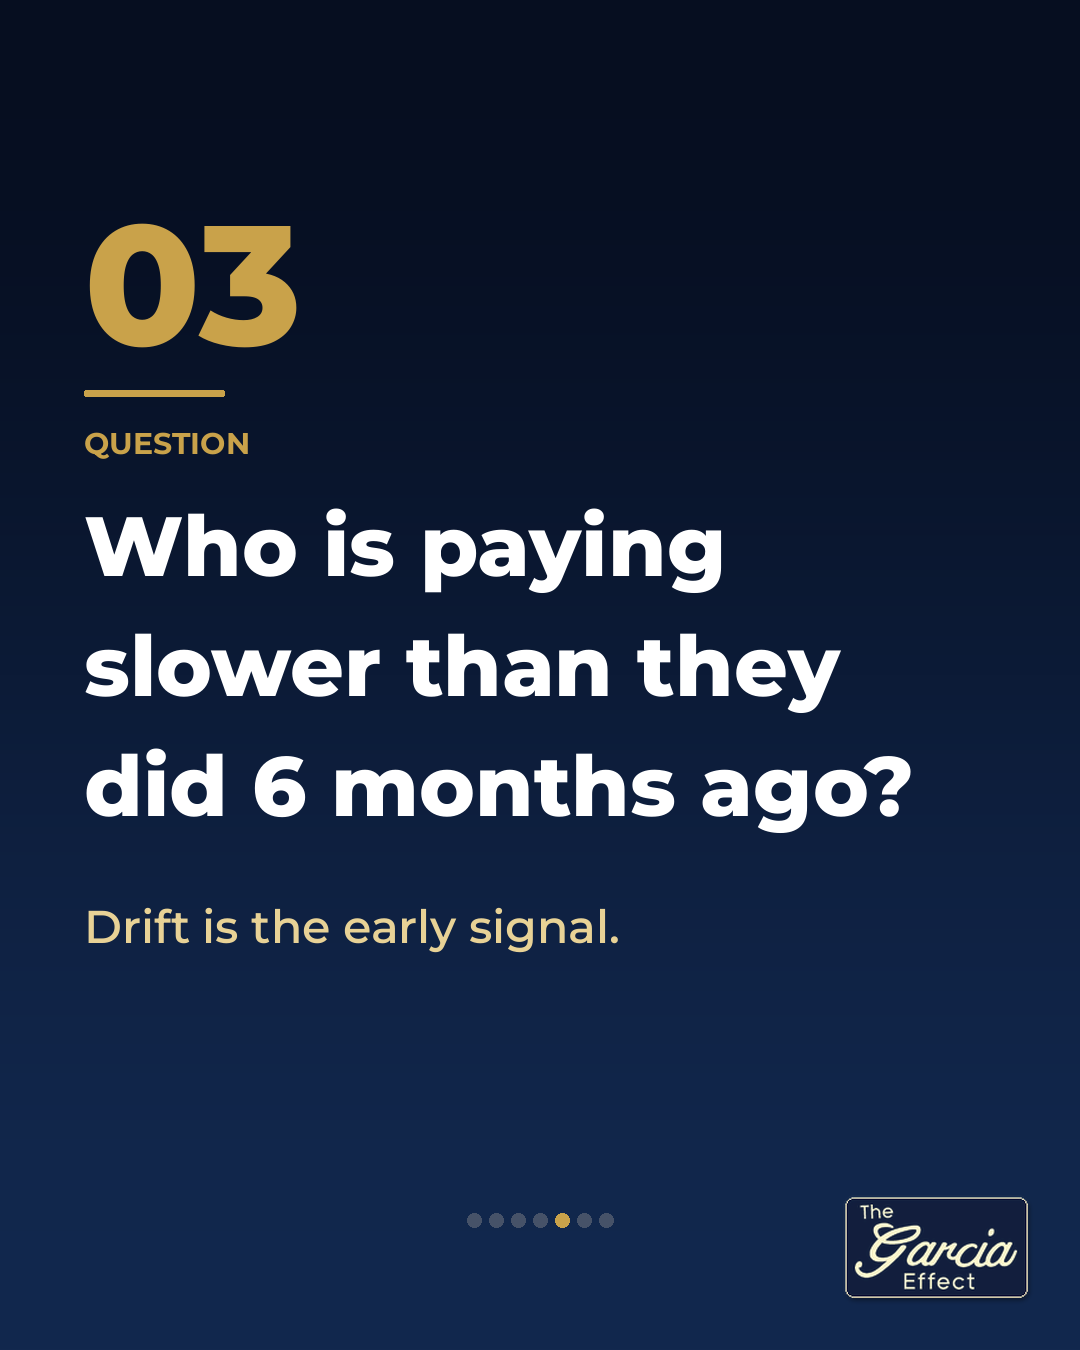 03
QUESTION
Who is paying
slower than they
did 6 months ago?
Drift is the early signal.
The
Garcia
Effect